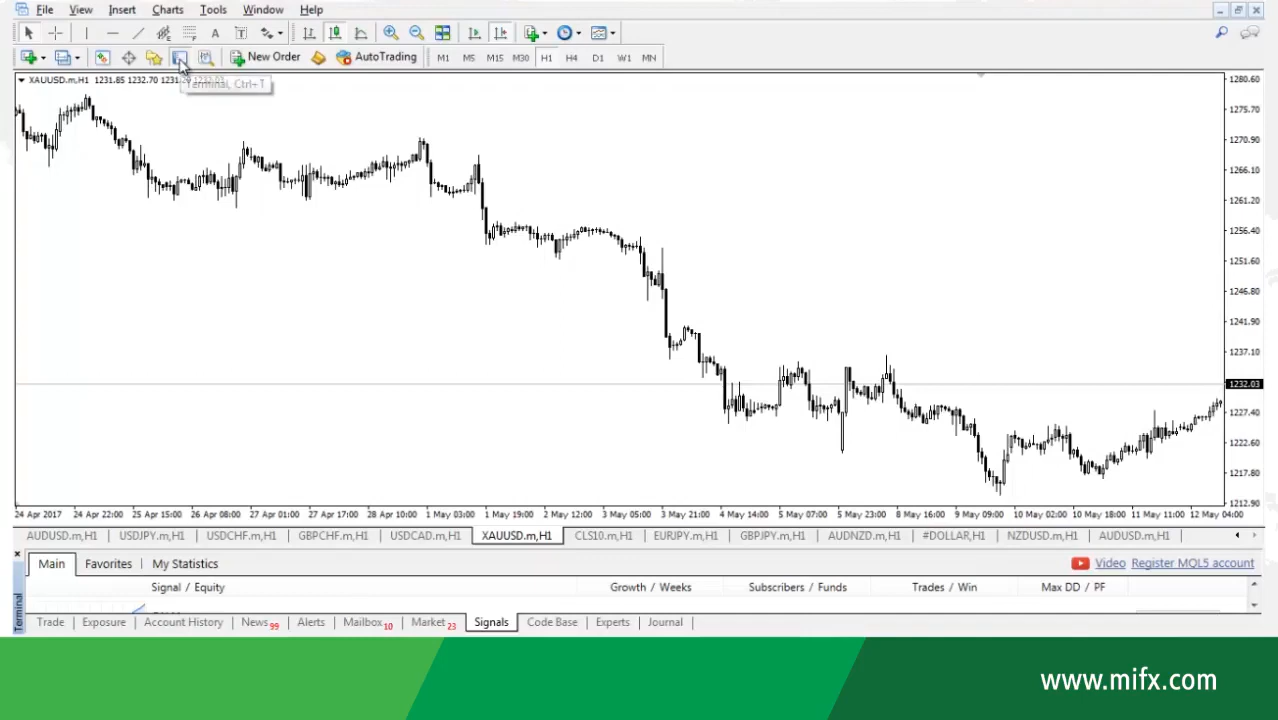 File View Insert Charts Tools Window Help
A T
New Order AutoTrading M1 M5 M15 M30 H1 H4 D1 W1 MN
XAUUSD.m,H1 1231.85 1232.70 1231.
Terminal, Ctrl+T
1280.60
1275.70
1270.90
1266.10
1261.20
1256.40
1251.60
1246.80
1241.90
1237.10
1232.03
1227.40
1222.60
1217.80
1212.90
24 Apr 2017 24 Apr 22:00 25 Apr 15:00 26 Apr 08:00 27 Apr 01:00 27 Apr 17:00 28 Apr 10:00 1 May 03:00 1 May 19:00 2 May 12:00 3 May 05:00 3 May 21:00 4 May 14:00 5 May 07:00 5 May 23:00 8 May 16:00 9 May 09:00 10 May 02:00 10 May 18:00 11 May 11:00 12 May 04:00
AUDUSD.m,H1 USDJPY.m,H1 USDCHF.m,H1 GBPCHF.m,H1 USDCAD.m,H1 XAUUSD.m,H1 CLS10.m,H1 EURJPY.m,H1 GBPJPY.m,H1 AUDNZD.m,H1 #DOLLAR,H1 NZDUSD.m,H1 AUDUSD.m,H1
Main Favorites My Statistics Video Register MQL5 account
Signal / Equity Growth / Weeks Subscribers / Funds Trades / Win Max DD / PF
Terminal
Trade Exposure Account History News 99 Alerts Mailbox 10 Market 23 Signals Code Base Experts Journal
www.mifx.com